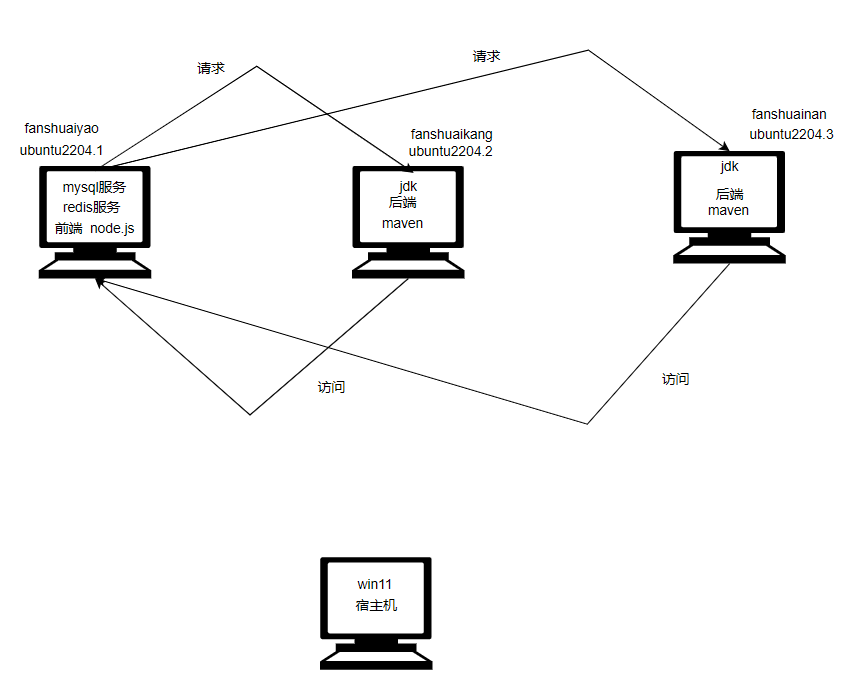 请求
请求
fanshuaiyao
ubuntu2204.1
mysql服务
redis服务
前端 node.js
fanshuaikang
ubuntu2204.2
jdk
后端
maven
fanshuainan
ubuntu2204.3
jdk
后端
maven
访问
访问
win11
宿主机